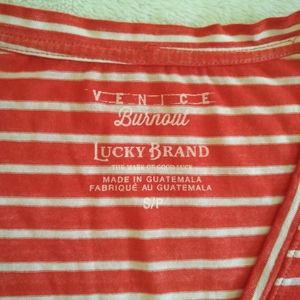 VENICE
Burnout
LUCKY BRAND
THE MARK OF GOOD LUCK
MADE IN GUATEMALA
FABRIQUÉ AU GUATEMALA
S/P